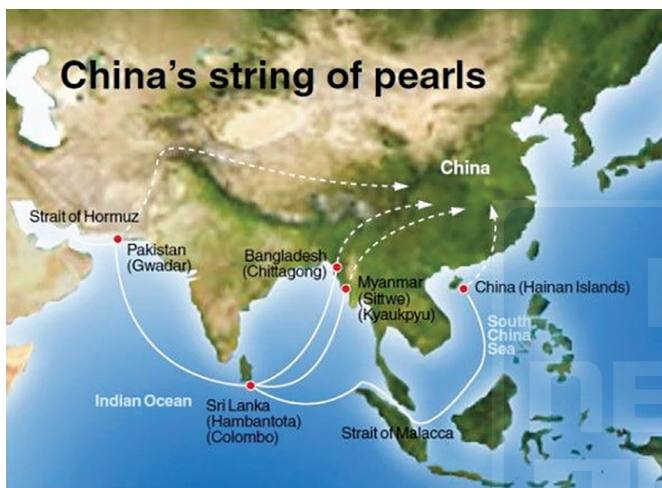 China's string of pearls
China
Strait of Hormuz
Pakistan
(Gwadar)
Bangladesh
(Chittagong)
Myanmar
(Sittwe)
(Kyaukpyu)
China (Hainan Islands)
South
China
Sea
Indian Ocean
Sri Lanka
(Hambantota)
(Colombo)
Strait of Malacca